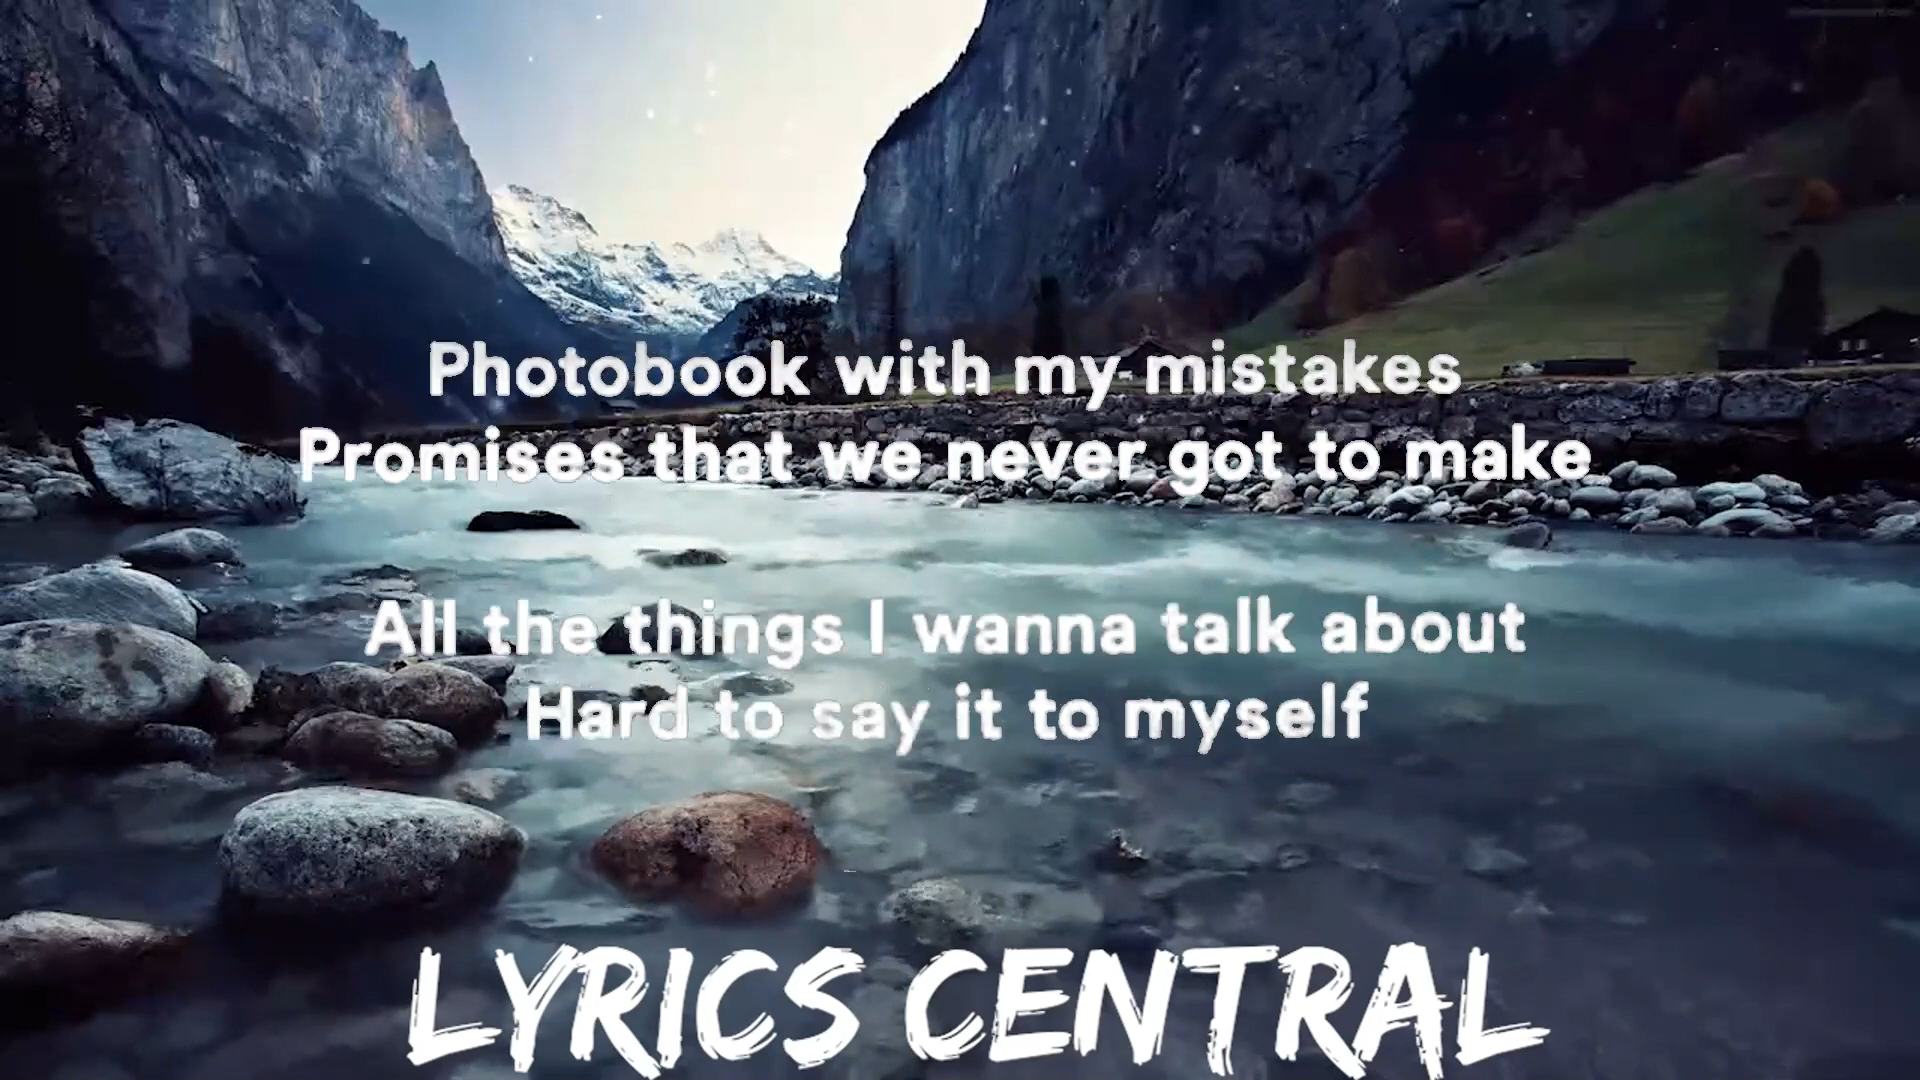 Photobook with my mistakes
Promises that we never got to make
All the things I wanna talk about
Hard to say it to myself
LYRICS CENTRAL